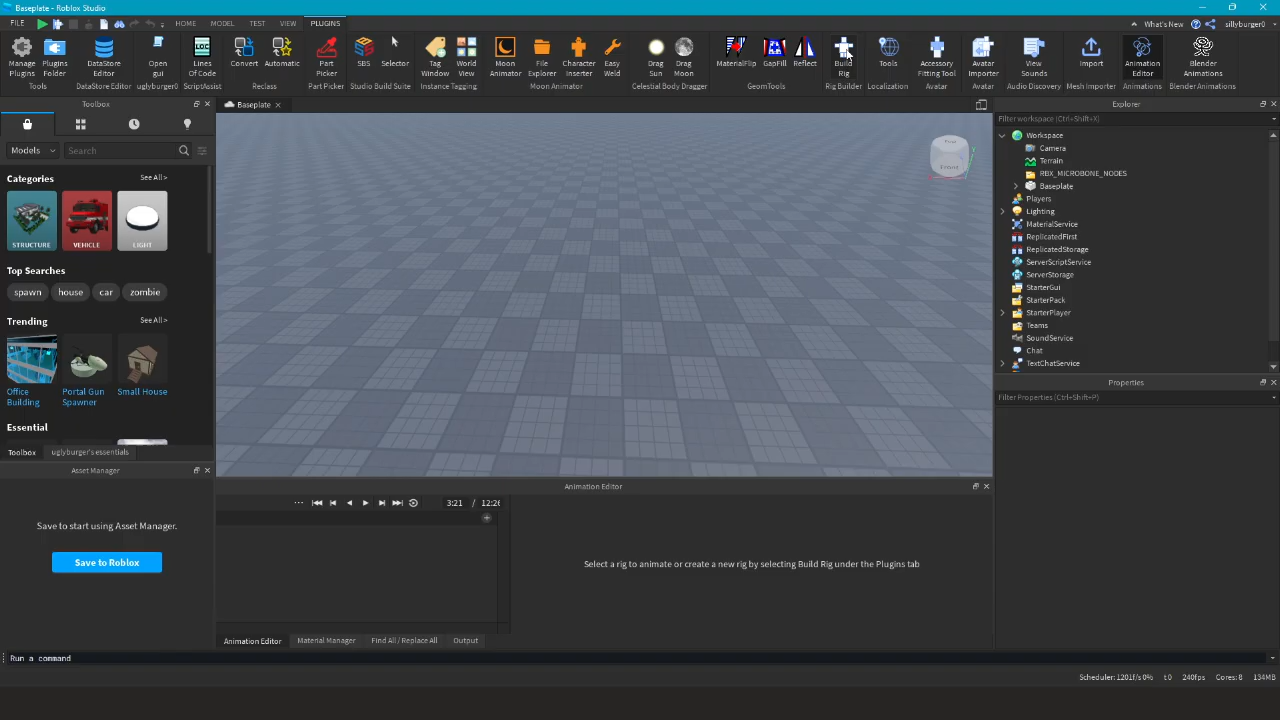 Baseplate - Roblox Studio
FILE HOME MODEL TEST VIEW PLUGINS What's New sillyburger0
Manage Plugins
Plugins Folder
Tools
DataStore Editor
DataStore Editor
Open gui
uglyburger0
Lines Of Code
ScriptAssist
Convert
Automatic
Reclass
Part Picker
Part Picker
SBS
Selector
Studio Build Suite
Tag Window
World View
Instance Tagging
Moon Animator
File Explorer
Character Inserter
Easy Weld
Moon Animator
Drag Sun
Drag Moon
Celestial Body Dragger
MaterialFlip
GapFill
Reflect
GeomTools
Build Rig
Rig Builder
Tools
Localization
Accessory Fitting Tool
Avatar
Avatar Importer
Avatar
View Sounds
Audio Discovery
Import
Mesh Importer
Animation Editor
Animations
Blender Animations
Blender Animations
Toolbox
Models
Search
Categories See All >
STRUCTURE VEHICLE LIGHT
Top Searches
spawn house car zombie
Trending See All >
Office Building
Portal Gun Spawner
Small House
Essential
Toolbox uglyburger's essentials
Asset Manager
Save to start using Asset Manager.
Save to Roblox
Baseplate
Animation Editor
3:21 / 12:26
Select a rig to animate or create a new rig by selecting Build Rig under the Plugins tab
Animation Editor Material Manager Find All / Replace All Output
Explorer
Filter workspace (Ctrl+Shift+X)
Workspace
Camera
Terrain
RBX_MICROBONE_NODES
Baseplate
Players
Lighting
MaterialService
ReplicatedFirst
ReplicatedStorage
ServerScriptService
ServerStorage
StarterGui
StarterPack
StarterPlayer
Teams
SoundService
Chat
TextChatService
Properties
Filter Properties (Ctrl+Shift+P)
Run a command
Scheduler: 1201f/s 0% t 0 240fps Cores: 8 134MB